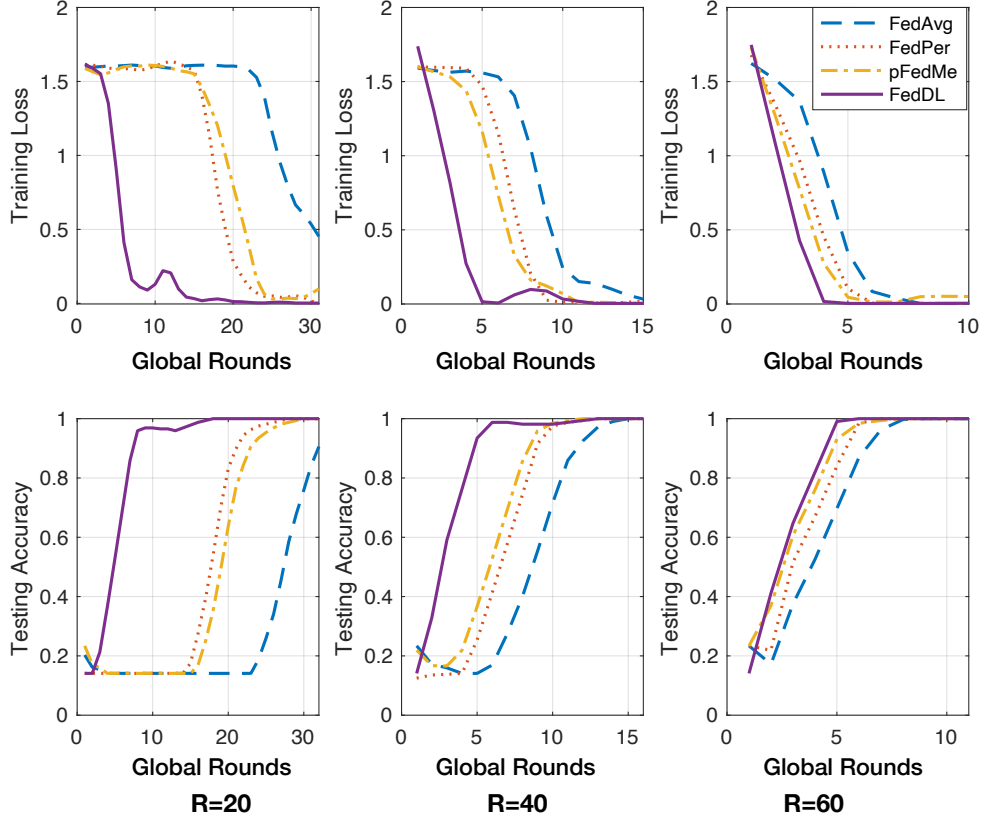 Training Loss
2
1.5
1
0.5
0
0
10
20
30
Global Rounds
Training Loss
2
1.5
1
0.5
0
0
5
10
15
Global Rounds
Training Loss
2
1.5
1
0.5
0
0
5
10
Global Rounds
FedAvg
FedPer
pFedMe
FedDL
Testing Accuracy
1
0.8
0.6
0.4
0.2
0
0
10
20
30
Global Rounds
R=20
Testing Accuracy
1
0.8
0.6
0.4
0.2
0
0
5
10
15
Global Rounds
R=40
Testing Accuracy
1
0.8
0.6
0.4
0.2
0
0
5
10
Global Rounds
R=60